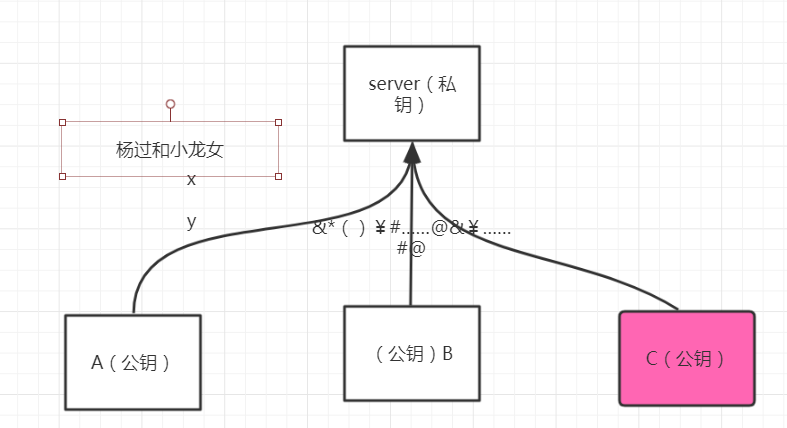 server（私
钥）
杨过和小龙女
x
y
&*（）￥#……@&￥……
#@
A（公钥）
（公钥）B
C（公钥）